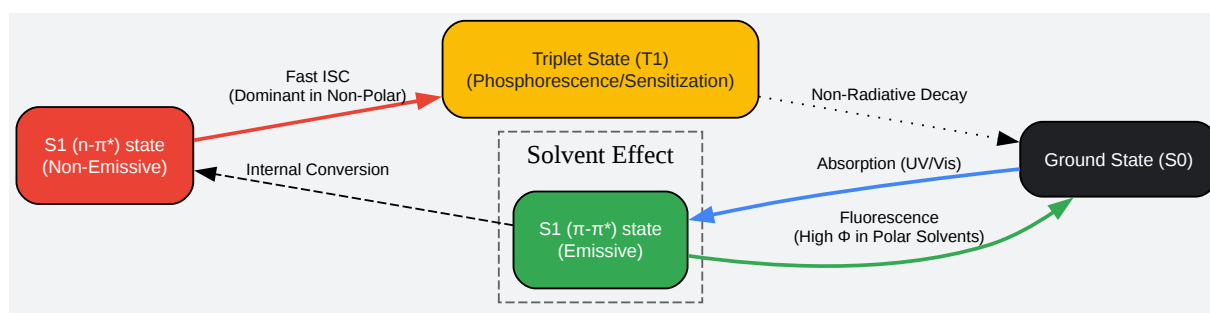 Triplet State (T1)
(Phosphorescence/Sensitization)
Fast ISC
(Dominant in Non-Polar)
Non-Radiative Decay
S1 (n-π*) state
(Non-Emissive)
Internal Conversion
Solvent Effect
Absorption (UV/Vis)
Ground State (S0)
S1 (π-π*) state
(Emissive)
Fluorescence
(High Φ in Polar Solvents)